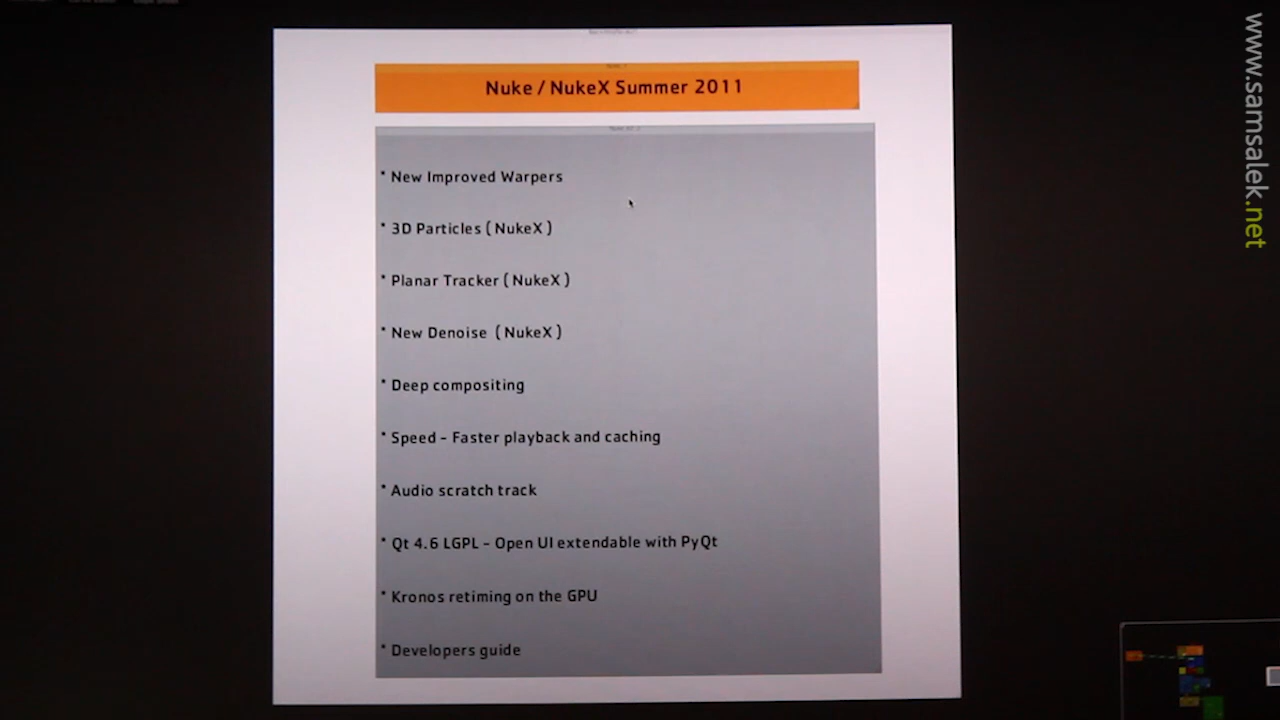 Nuke / NukeX Summer 2011
* New Improved Warpers
* 3D Particles ( NukeX )
* Planar Tracker ( NukeX )
* New Denoise ( NukeX )
* Deep compositing
* Speed - Faster playback and caching
* Audio scratch track
* Qt 4.6 LGPL - Open UI extendable with PyQt
* Kronos retiming on the GPU
* Developers guide
www.samsalek.net